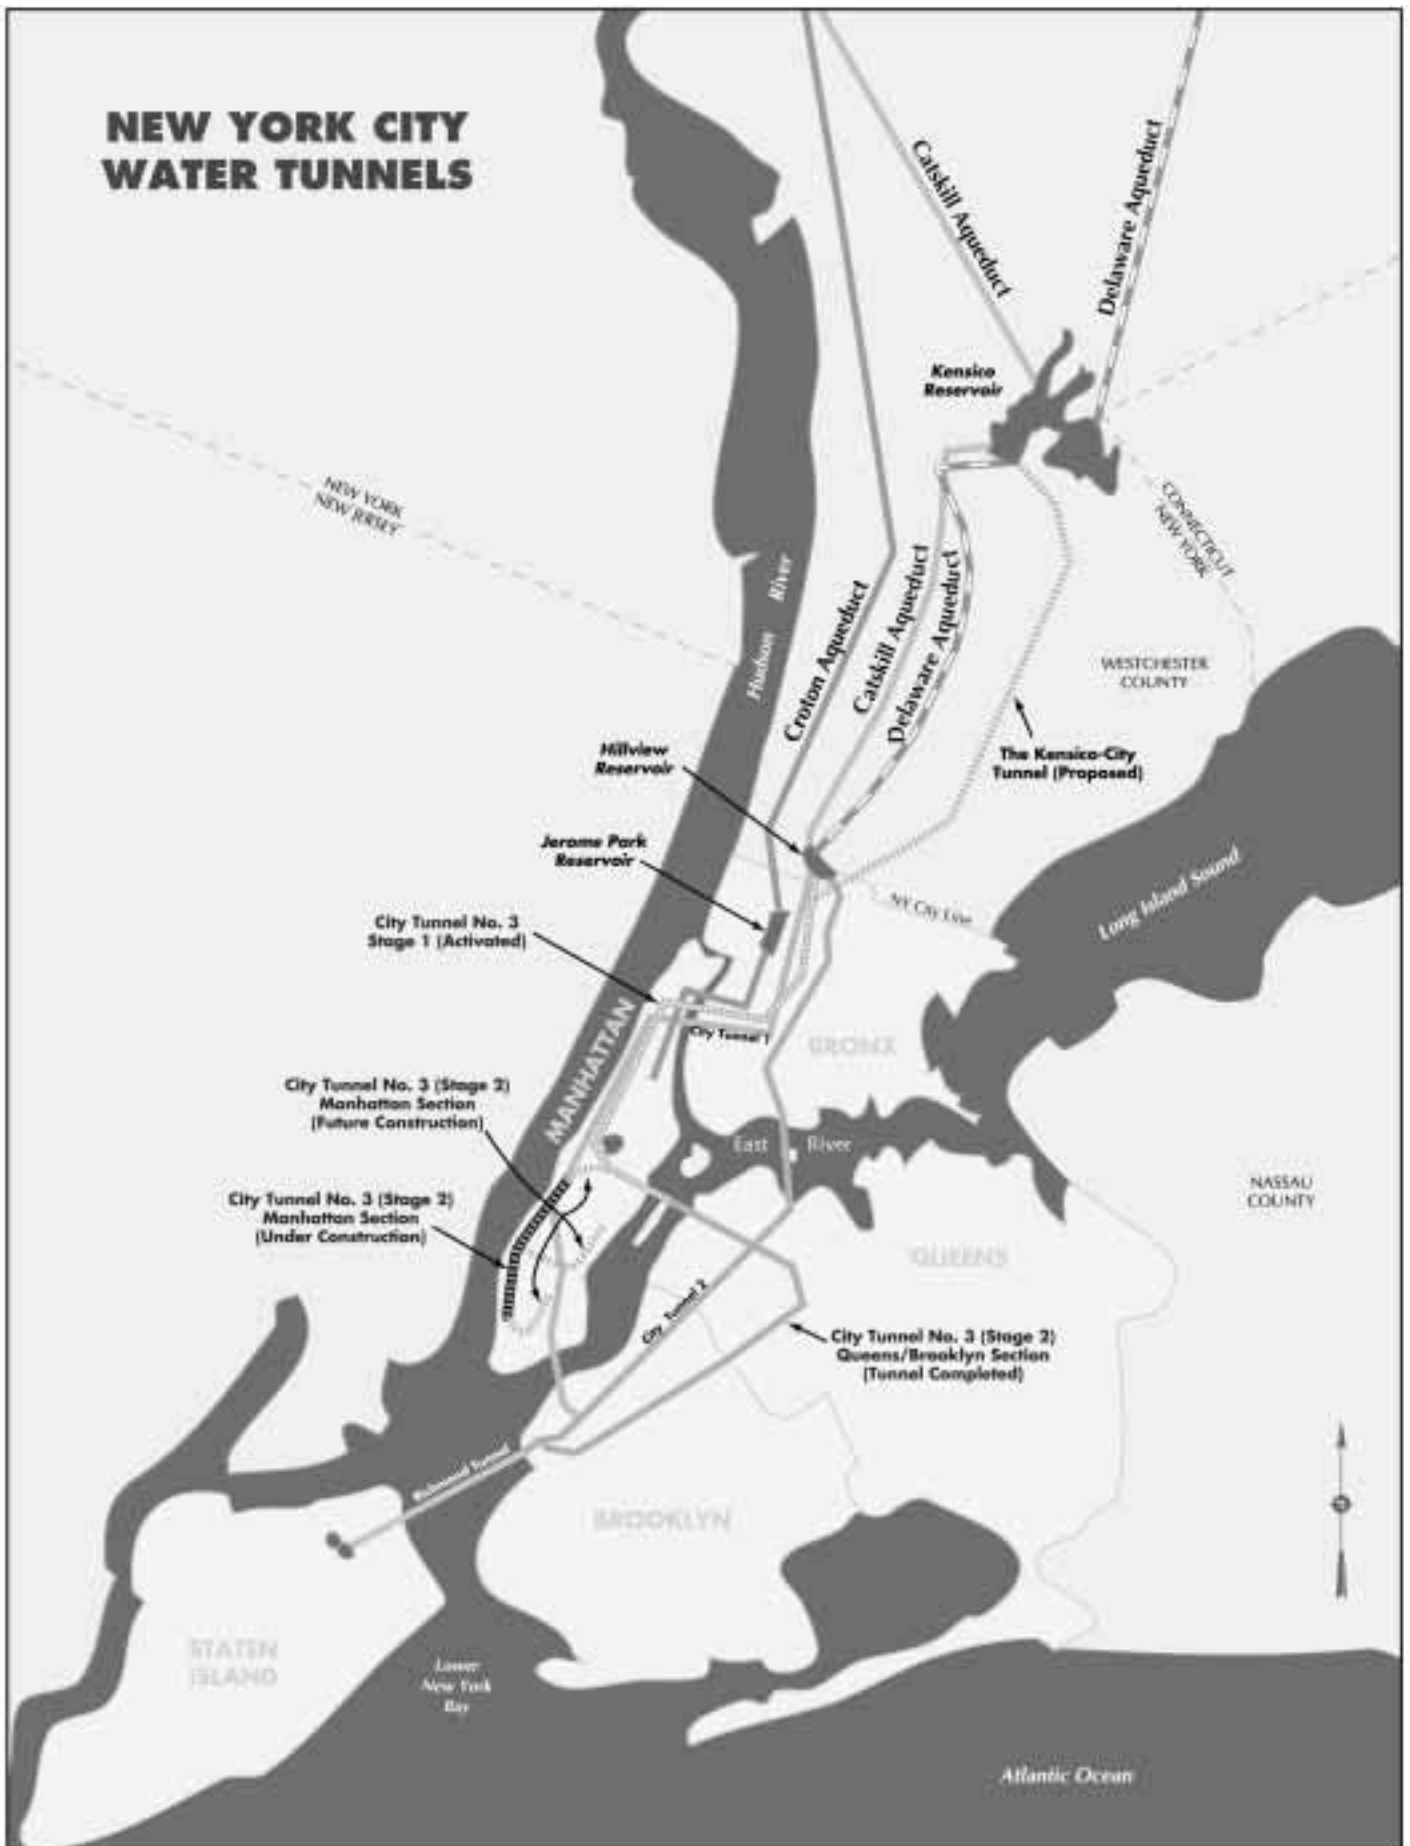 NEW YORK CITY
WATER TUNNELS
Catskill Aqueduct
Delaware Aqueduct
Kensico
Reservoir
NEW YORK
NEW JERSEY
CONNECTICUT
NEW YORK
Hudson River
Croton Aqueduct
Catskill Aqueduct
Delaware Aqueduct
WESTCHESTER
COUNTY
The Kensico-City
Tunnel (Proposed)
Hillview
Reservoir
Jerome Park
Reservoir
NY City Line
Long Island Sound
City Tunnel No. 3
Stage 1 (Activated)
MANHATTAN
City Tunnel 1
BRONX
City Tunnel No. 3 (Stage 2)
Manhattan Section
(Future Construction)
East River
NASSAU
COUNTY
City Tunnel No. 3 (Stage 2)
Manhattan Section
(Under Construction)
QUEENS
City Tunnel 2
City Tunnel No. 3 (Stage 2)
Queens/Brooklyn Section
(Tunnel Completed)
Richmond Tunnel
BROOKLYN
STATEN
ISLAND
Lower
New York
Bay
Atlantic Ocean